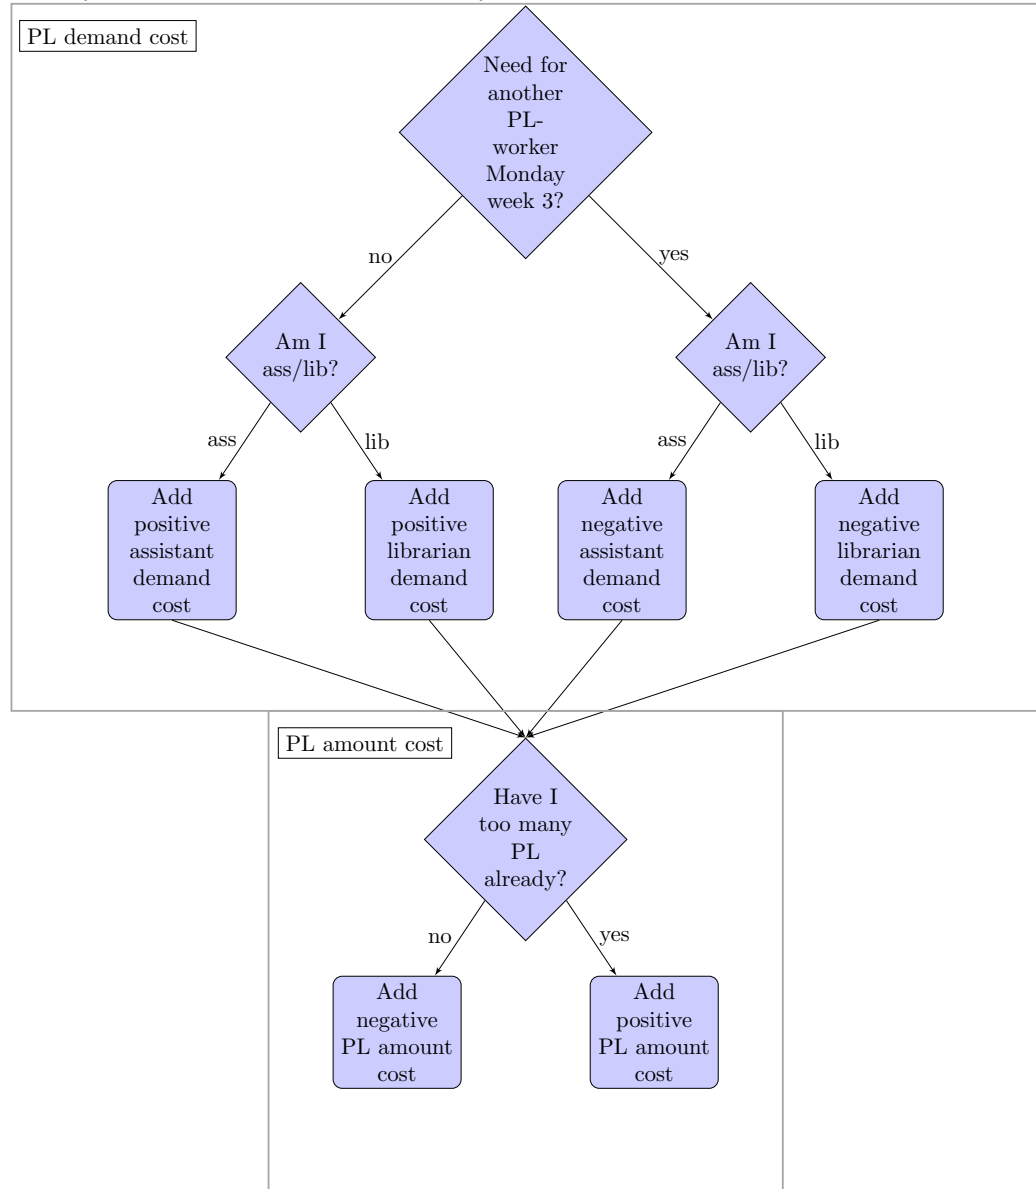 PL demand cost
Need for
another
PL-
worker
Monday
week 3?
no
yes
Am I
ass/lib?
Am I
ass/lib?
ass
lib
ass
lib
Add
positive
assistant
demand
cost
Add
positive
librarian
demand
cost
Add
negative
assistant
demand
cost
Add
negative
librarian
demand
cost
PL amount cost
Have I
too many
PL
already?
no
yes
Add
negative
PL amount
cost
Add
positive
PL amount
cost